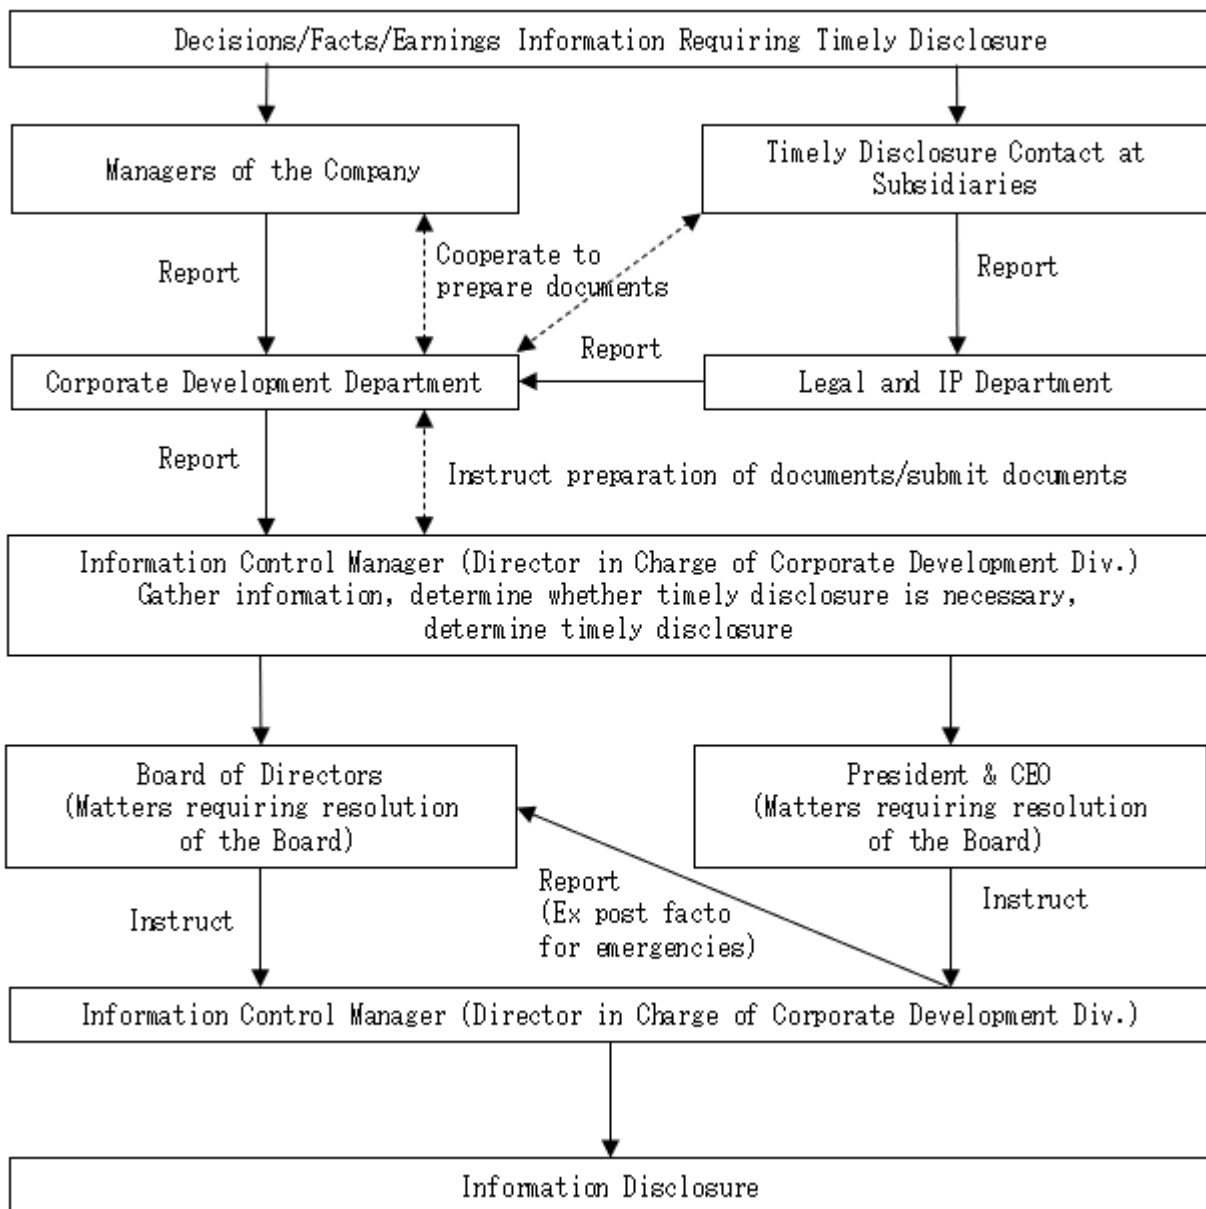 Decisions/Facts/Earnings Information Requiring Timely Disclosure
Managers of the Company
Timely Disclosure Contact at
Subsidiaries
Report
Cooperate to
prepare documents
Report
Report
Corporate Development Department
Legal and IP Department
Report
Instruct preparation of documents/submit documents
Information Control Manager (Director in Charge of Corporate Development Div.)
Gather information, determine whether timely disclosure is necessary,
determine timely disclosure
Board of Directors
(Matters requiring resolution
of the Board)
President & CEO
(Matters requiring resolution
of the Board)
Instruct
Report
(Ex post facto
for emergencies)
Instruct
Information Control Manager (Director in Charge of Corporate Development Div.)
Information Disclosure